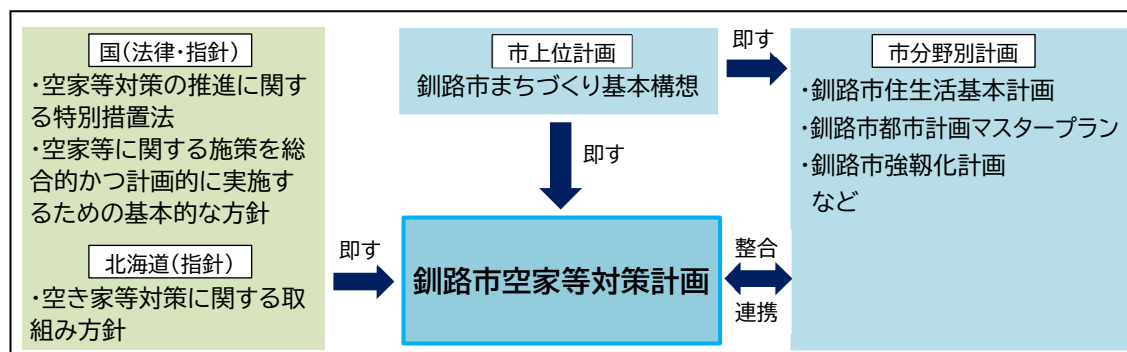 国(法律・指針)
・空家等対策の推進に関す
る特別措置法
・空家等に関する施策を総
合的かつ計画的に実施す
るための基本的な方針
北海道(指針)
・空き家等対策に関する取
組み方針
即す
市上位計画
釧路市まちづくり基本構想
即す
即す
釧路市空家等対策計画
整合
連携
市分野別計画
・釧路市住生活基本計画
・釧路市都市計画マスタープラン
・釧路市強靱化計画
など